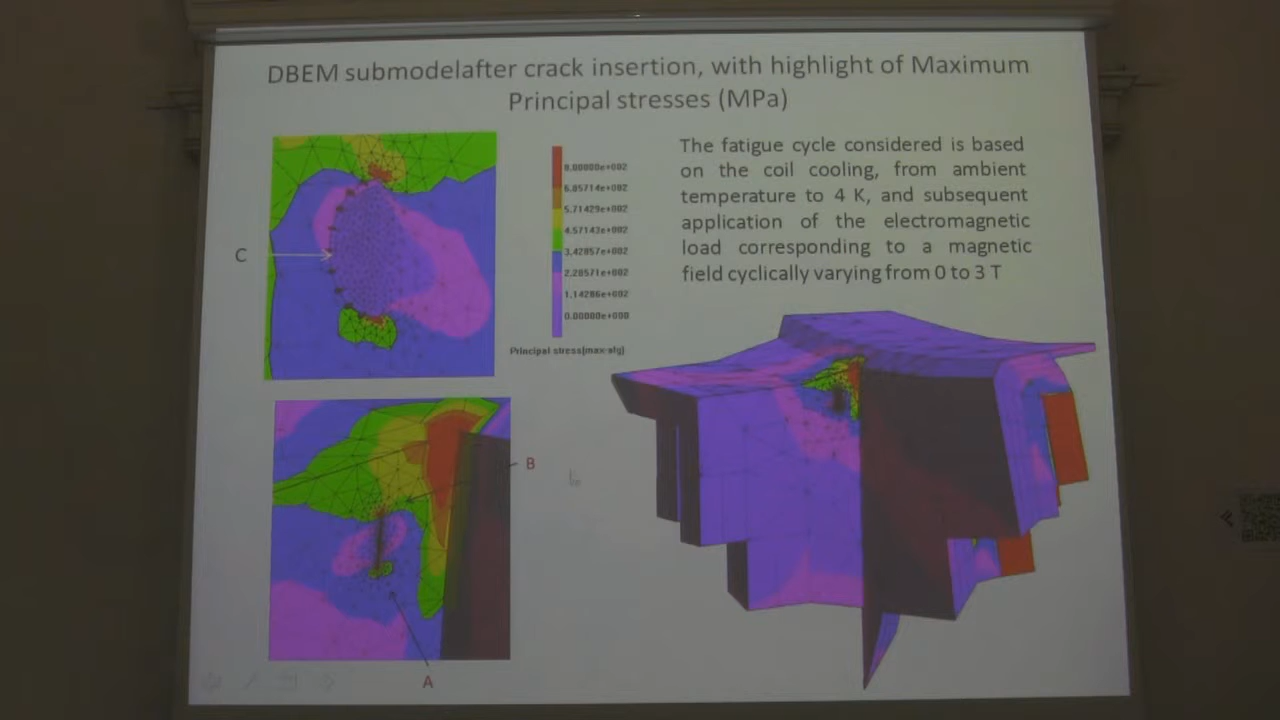 DBEM submodelafter crack insertion, with highlight of Maximum
Principal stresses (MPa)
The fatigue cycle considered is based
on the coil cooling, from ambient
temperature to 4 K, and subsequent
application of the electromagnetic
load corresponding to a magnetic
field cyclically varying from 0 to 3 T
8.00000e+002
6.85714e+002
5.71429e+002
4.57143e+002
3.42857e+002
2.28571e+002
1.14286e+002
0.00000e+000
C
B
A